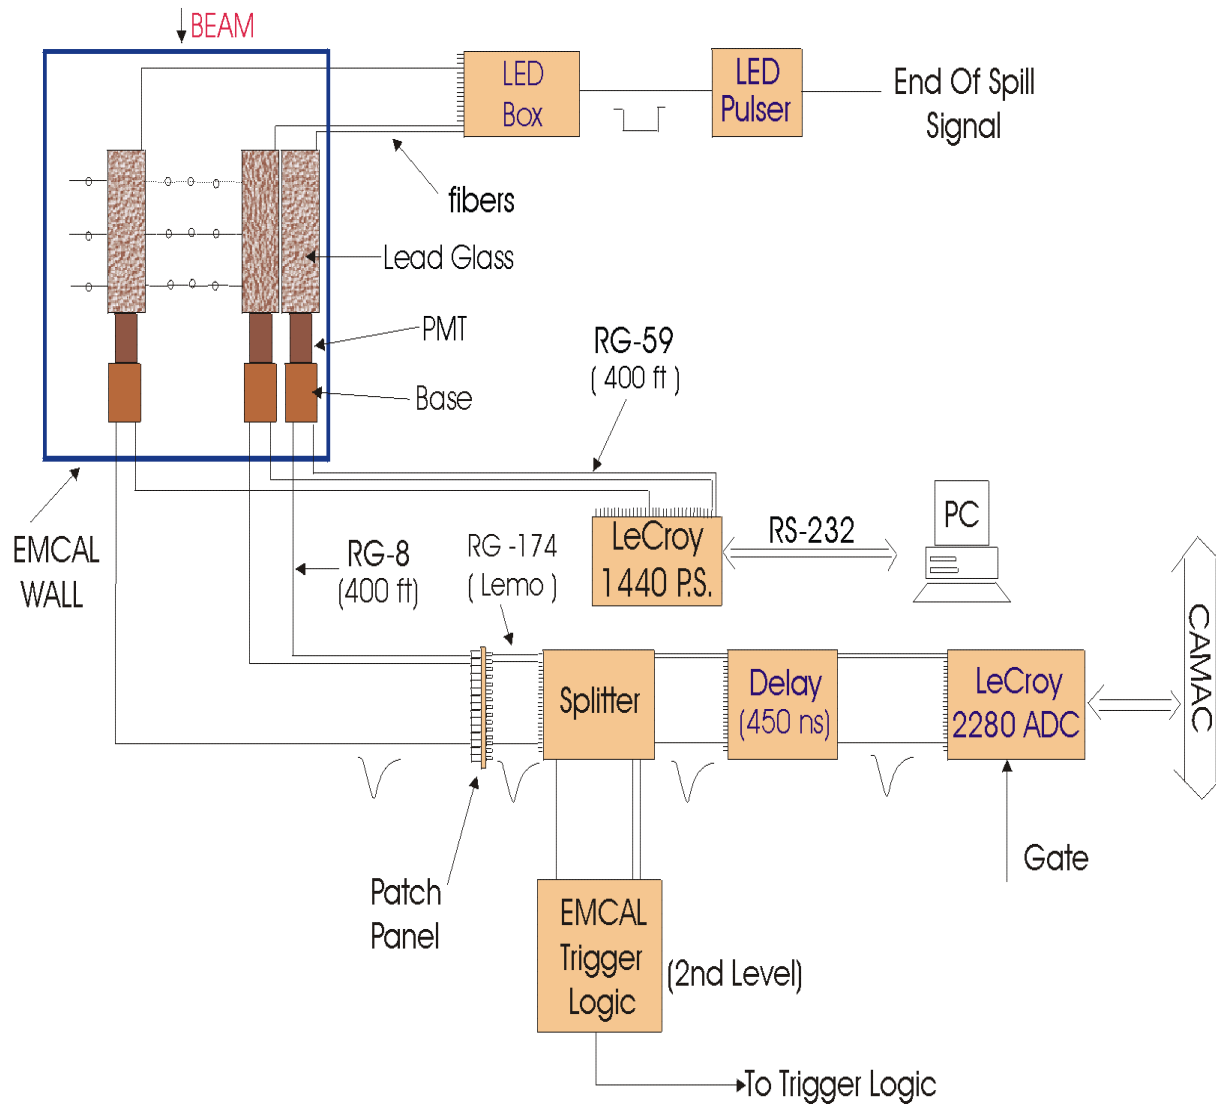 BEAM
LED
Box
LED
Pulser
End Of Spill
Signal
fibers
Lead Glass
PMT
Base
RG-59
( 400 ft )
EMCAL
WALL
RG-8
(400 ft)
RG -174
( Lemo )
LeCroy
1440 P.S.
RS-232
PC
CAMAC
Splitter
Delay
(450 ns)
LeCroy
2280 ADC
Gate
Patch
Panel
EMCAL
Trigger
Logic
(2nd Level)
To Trigger Logic